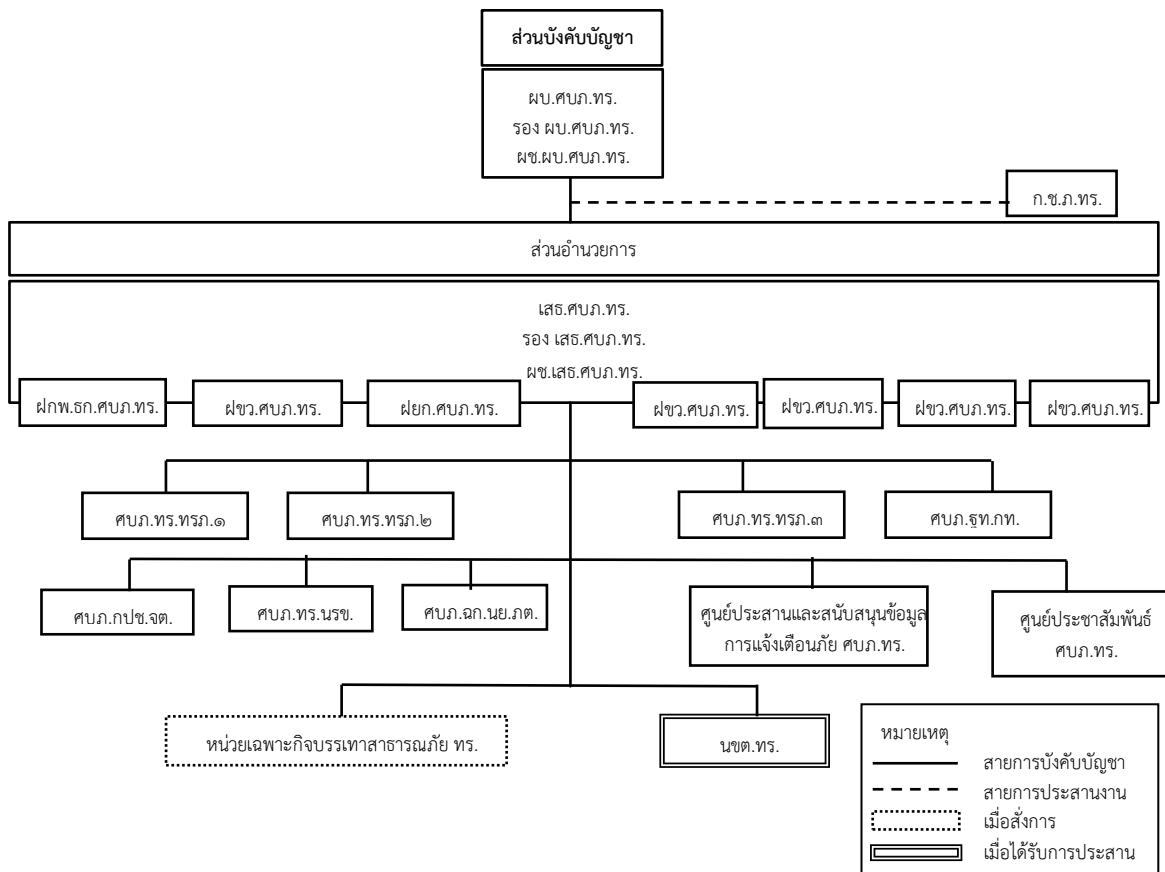 ส่วนบังคับบัญชา
ผบ.ศบภ.ทร.
รอง ผบ.ศบภ.ทร.
ผช.ผบ.ศบภ.ทร.
ก.ช.ภ.ทร.
ส่วนอำนวยการ
เสธ.ศบภ.ทร.
รอง เสธ.ศบภ.ทร.
ผช.เสธ.ศบภ.ทร.
ฝกพ.ธก.ศบภ.ทร.
ฝขว.ศบภ.ทร.
ฝยก.ศบภ.ทร.
ฝขว.ศบภ.ทร.
ฝขว.ศบภ.ทร.
ฝขว.ศบภ.ทร.
ฝขว.ศบภ.ทร.
ศบภ.ทร.ทรภ.๑
ศบภ.ทร.ทรภ.๒
ศบภ.ทร.ทรภ.๓
ศบภ.ฐท.กท.
ศบภ.กปช.จต.
ศบภ.ทร.นรข.
ศบภ.ฉก.นย.ภต.
ศูนย์ประสานและสนับสนุนข้อมูล
การแจ้งเตือนภัย ศบภ.ทร.
ศูนย์ประชาสัมพันธ์
ศบภ.ทร.
หน่วยเฉพาะกิจบรรเทาสาธารณภัย ทร.
นขต.ทร.
หมายเหตุ
สายการบังคับบัญชา
สายการประสานงาน
เมื่อสั่งการ
เมื่อได้รับการประสาน